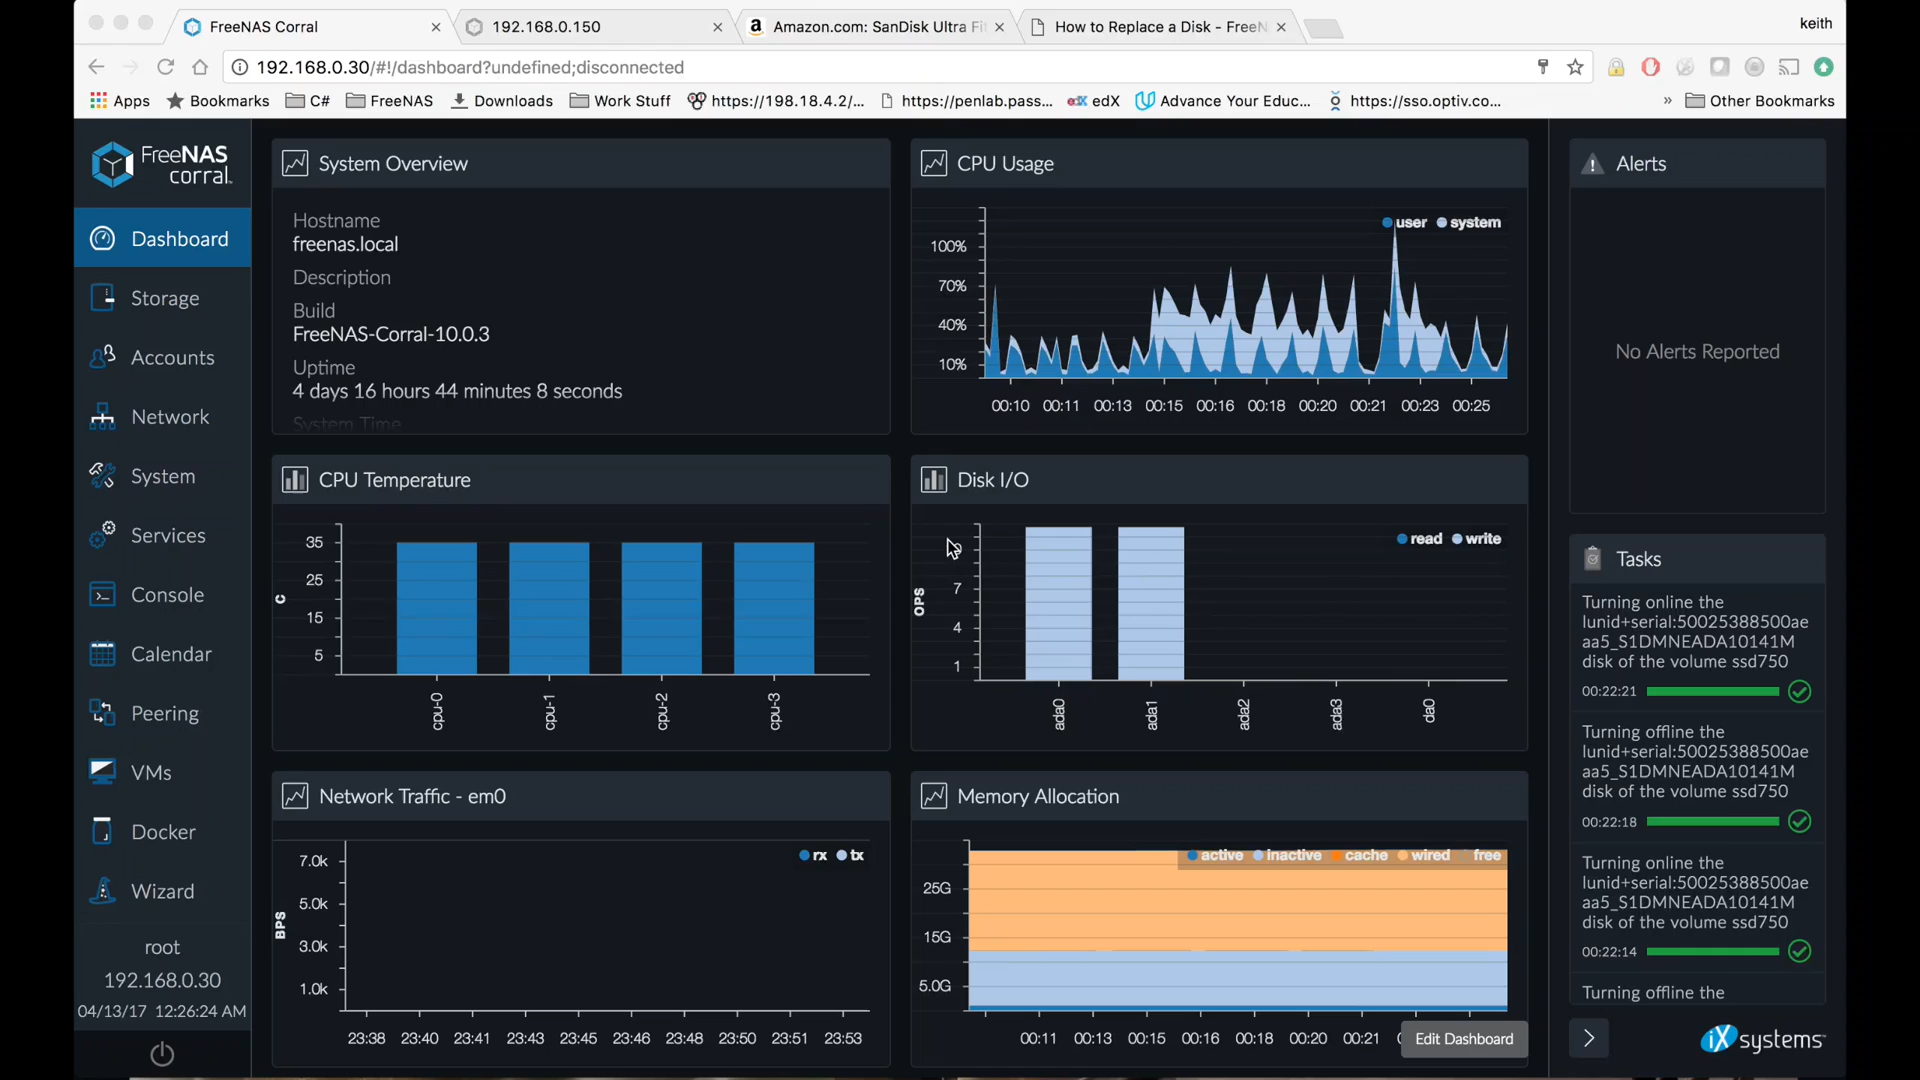 FreeNAS Corral
192.168.0.150
Amazon.com: SanDisk Ultra Fi
How to Replace a Disk - FreeN
keith
192.168.0.30/#!/dashboard?undefined;disconnected
Apps
Bookmarks
C#
FreeNAS
Downloads
Work Stuff
https://198.18.4.2/...
https://penlab.pass...
edX
edX
Advance Your Educ...
https://sso.optiv.co...
»
Other Bookmarks
FreeNAS
corral
Dashboard
Storage
Accounts
Network
System
Services
Console
Calendar
Peering
VMs
Docker
Wizard
root
192.168.0.30
04/13/17 12:26:24 AM
System Overview
Hostname
freenas.local
Description
Build
FreeNAS-Corral-10.0.3
Uptime
4 days 16 hours 44 minutes 8 seconds
System Time
CPU Usage
user system
100%
70%
40%
10%
00:10 00:11 00:13 00:15 00:16 00:18 00:20 00:21 00:23 00:25
CPU Temperature
35
25
15
5
C
cpu-0 cpu-1 cpu-2 cpu-3
Disk I/O
read write
7
4
1
OPS
ada0 ada1 ada2 ada3 da0
Network Traffic - em0
rx tx
7.0k
5.0k
3.0k
1.0k
BPS
23:38 23:40 23:41 23:43 23:45 23:46 23:48 23:50 23:51 23:53
Memory Allocation
active inactive cache wired free
25G
15G
5.0G
00:11 00:13 00:15 00:16 00:18 00:20 00:21
Edit Dashboard
Alerts
No Alerts Reported
Tasks
Turning online the
lunid+serial:50025388500ae
aa5_S1DMNEADA10141M
disk of the volume ssd750
00:22:21
Turning offline the
lunid+serial:50025388500ae
aa5_S1DMNEADA10141M
disk of the volume ssd750
00:22:18
Turning online the
lunid+serial:50025388500ae
aa5_S1DMNEADA10141M
disk of the volume ssd750
00:22:14
Turning offline the
iXsystems